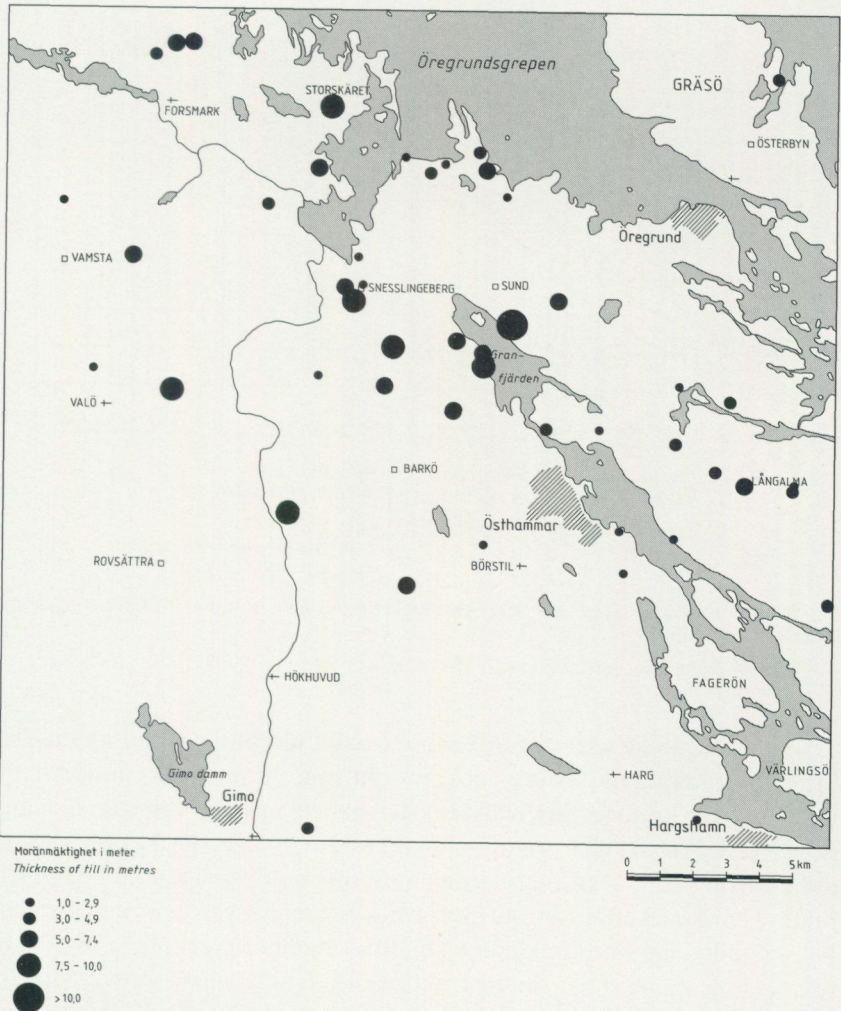 Öregrundsgrepen
GRÄSÖ
STORSKÄRET
FORSMARK
ÖSTERBYN
Öregrund
VAMSTA
SNESSLINGEBERG
SUND
Gran-
fjärden
VALÖ
BARKÖ
LÅNGALMA
Östhammar
ROVSÄTTRA
BÖRSTIL
HÖKHUVUD
FAGERÖN
Gimo damm
VÄRLINGSÖ
HARG
Gimo
Hargshamn
Moränmäktighet i meter
Thickness of till in metres
0 1 2 3 4 5 km
1,0 - 2,9
3,0 - 4,9
5,0 - 7,4
7,5 - 10,0
> 10,0